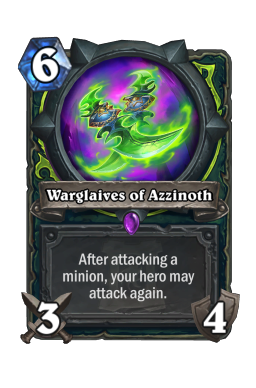 6
Warglaives of Azzinoth
After attacking a
minion, your hero may
attack again.
3
4